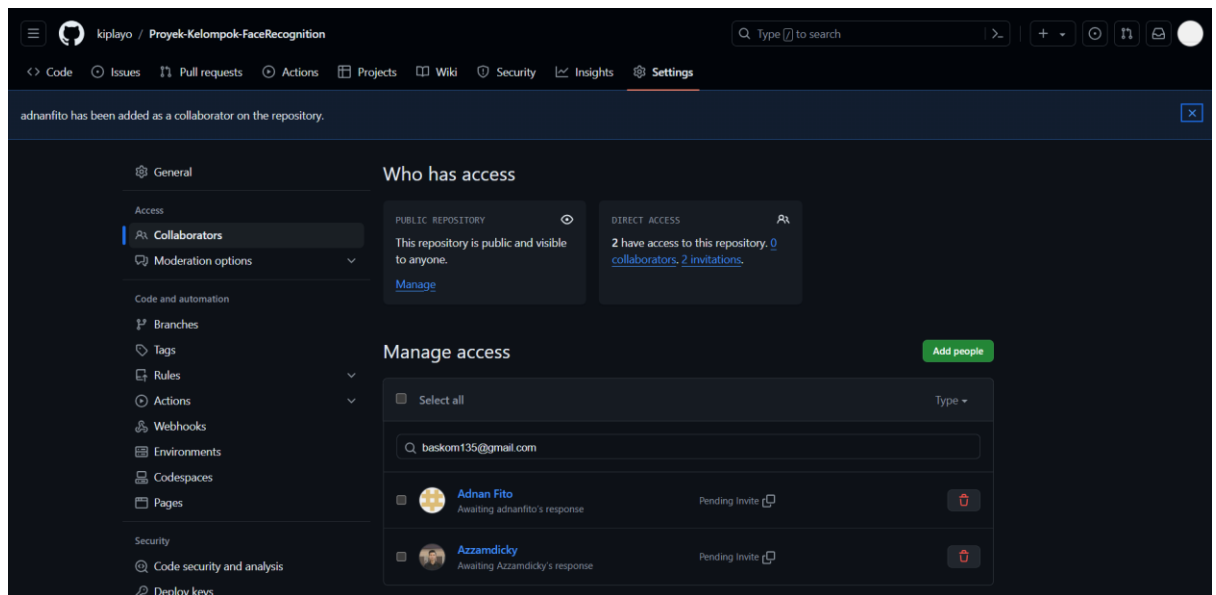 kiplayo / Proyek-Kelompok-FaceRecognition
Type / to search
Code
Issues
Pull requests
Actions
Projects
Wiki
Security
Insights
Settings
adnanfito has been added as a collaborator on the repository.
General
Access
Collaborators
Moderation options
Code and automation
Branches
Tags
Rules
Actions
Webhooks
Environments
Codespaces
Pages
Security
Code security and analysis
Deploy keys
Who has access
PUBLIC REPOSITORY
This repository is public and visible
to anyone.
Manage
DIRECT ACCESS
2 have access to this repository. 0
collaborators. 2 invitations.
Manage access
Add people
Select all
Type
baskom135@gmail.com
Adnan Fito
Awaiting adnanfito's response
Pending Invite
Azzamdicky
Awaiting Azzamdicky's response
Pending Invite